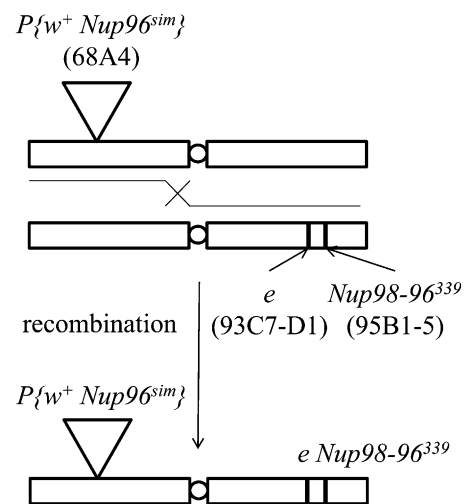 P{w⁺ Nup96ˢⁱᵐ}
(68A4)
e Nup98-96³³⁹
recombination (93C7-D1) (95B1-5)
P{w⁺ Nup96ˢⁱᵐ}
e Nup98-96³³⁹